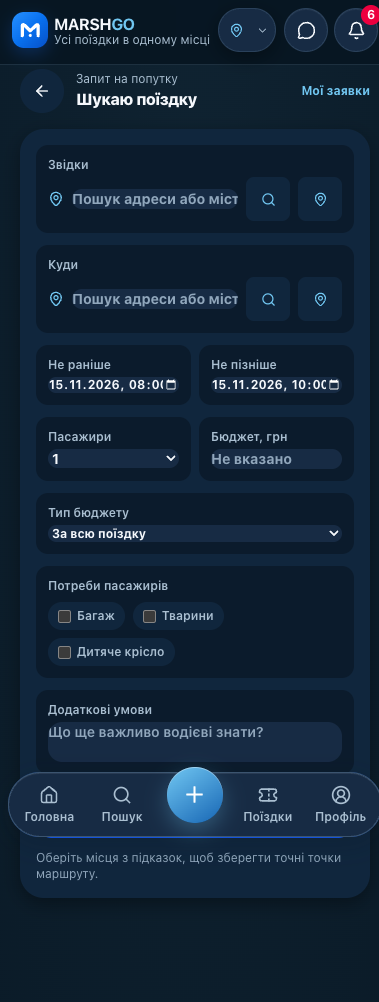 MARSHGO
Усі поїздки в одному місці
6
Запит на попутку
Шукаю поїздку
Мої заявки
Звідки
Пошук адреси або міст
Куди
Пошук адреси або міст
Не раніше
Не пізніше
15.11.2026, 08:00
15.11.2026, 10:00
Пасажири
Бюджет, грн
1
Не вказано
Тип бюджету
За всю поїздку
Потреби пасажирів
Багаж
Тварини
Дитяче крісло
Додаткові умови
Що ще важливо водієві знати?
Головна
Пошук
Поїздки
Профіль
Оберіть місця з підказок, щоб зберегти точні точки
маршруту.